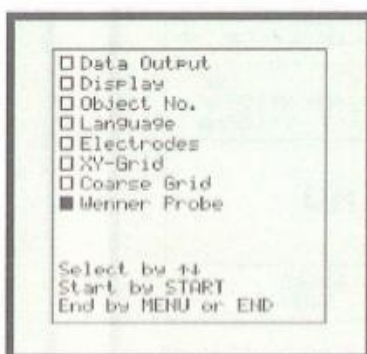 Data Output
Display
Object No.
Language
Electrodes
XY-Grid
Coarse Grid
Wenner Probe
Select by ↑↓
Start by START
End by MENU or END